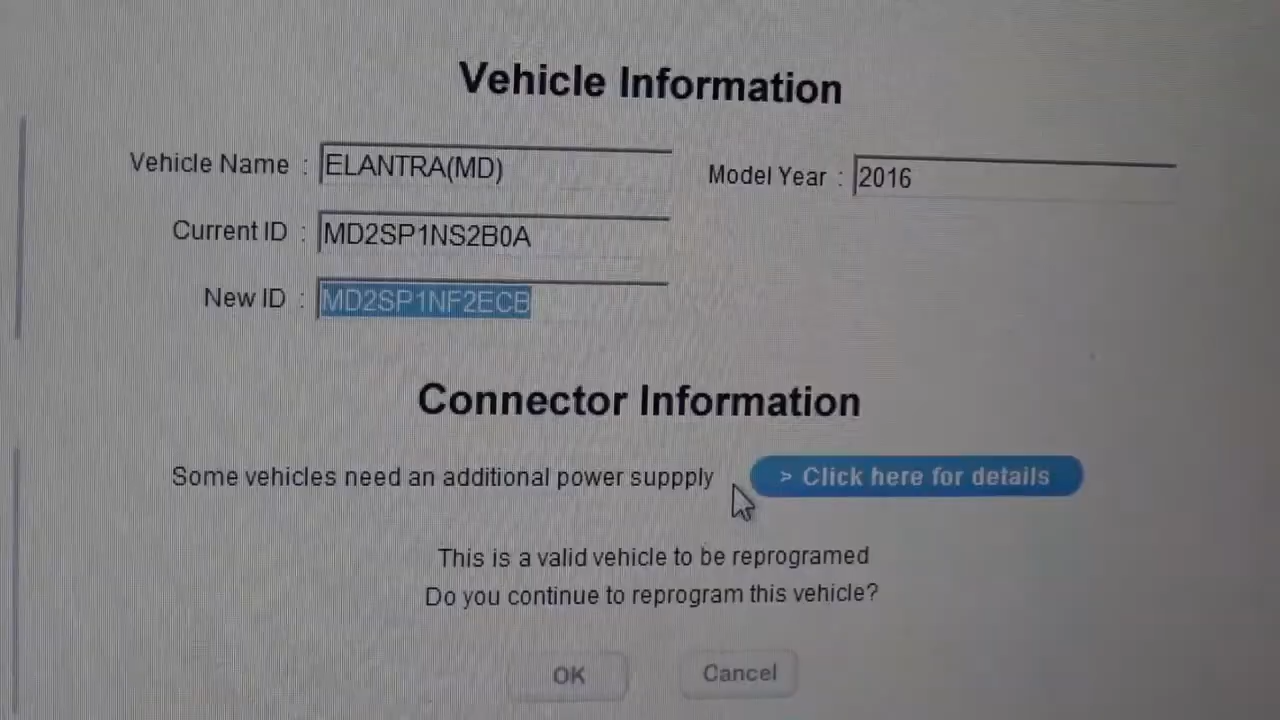 Vehicle Information
Vehicle Name : ELANTRA(MD)
Model Year : 2016
Current ID : MD2SP1NS2B0A
New ID : MD2SP1NF2ECB
Connector Information
Some vehicles need an additional power suppply
> Click here for details
This is a valid vehicle to be reprogramed
Do you continue to reprogram this vehicle?
OK
Cancel